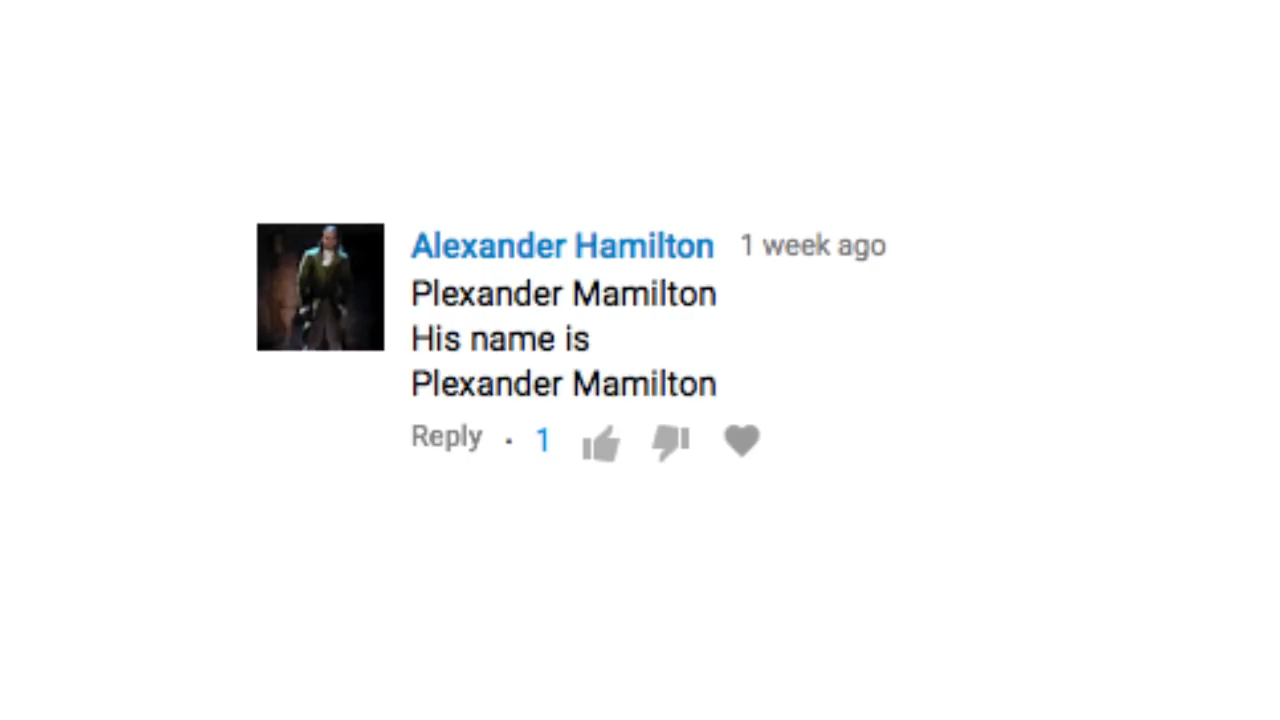 Alexander Hamilton 1 week ago
Plexander Mamilton
His name is
Plexander Mamilton
Reply · 1